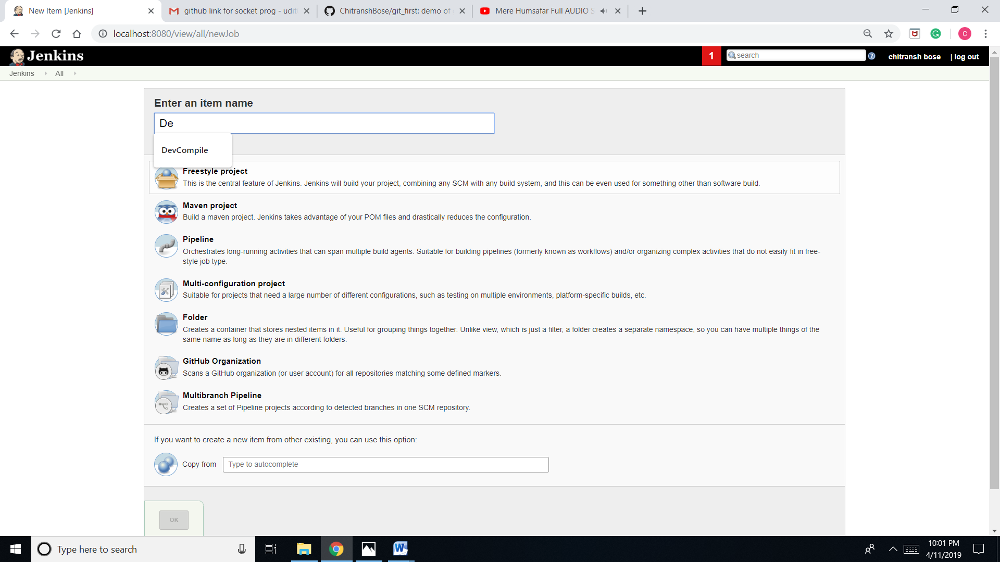 New Item [Jenkins]
github link for socket prog - udit
ChitranshBose/git_first: demo of
Mere Humsafar Full AUDIO S
localhost:8080/view/all/newJob
C
Jenkins
1
search
chitransh bose
| log out
Jenkins
All
Enter an item name
De
DevCompile
Freestyle project
This is the central feature of Jenkins. Jenkins will build your project, combining any SCM with any build system, and this can be even used for something other than software build.
Maven project
Build a maven project. Jenkins takes advantage of your POM files and drastically reduces the configuration.
Pipeline
Orchestrates long-running activities that can span multiple build agents. Suitable for building pipelines (formerly known as workflows) and/or organizing complex activities that do not easily fit in free-
style job type.
Multi-configuration project
Suitable for projects that need a large number of different configurations, such as testing on multiple environments, platform-specific builds, etc.
Folder
Creates a container that stores nested items in it. Useful for grouping things together. Unlike view, which is just a filter, a folder creates a separate namespace, so you can have multiple things of the
same name as long as they are in different folders.
GitHub Organization
Scans a GitHub organization (or user account) for all repositories matching some defined markers.
Multibranch Pipeline
Creates a set of Pipeline projects according to detected branches in one SCM repository.
If you want to create a new item from other existing, you can use this option:
Copy from
Type to autocomplete
OK
Type here to search
10:01 PM
4/11/2019